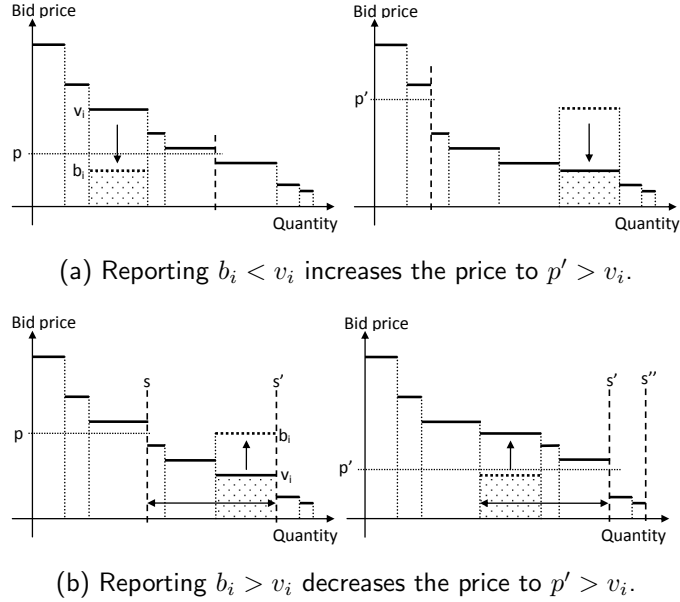 Bid price
Bid price
v_i
p'
p
b_i
Quantity
Quantity
(a) Reporting b_i < v_i increases the price to p′ > v_i.
Bid price
Bid price
s
s'
s'
s''
p
b_i
v_i
p'
Quantity
Quantity
(b) Reporting b_i > v_i decreases the price to p′ > v_i.